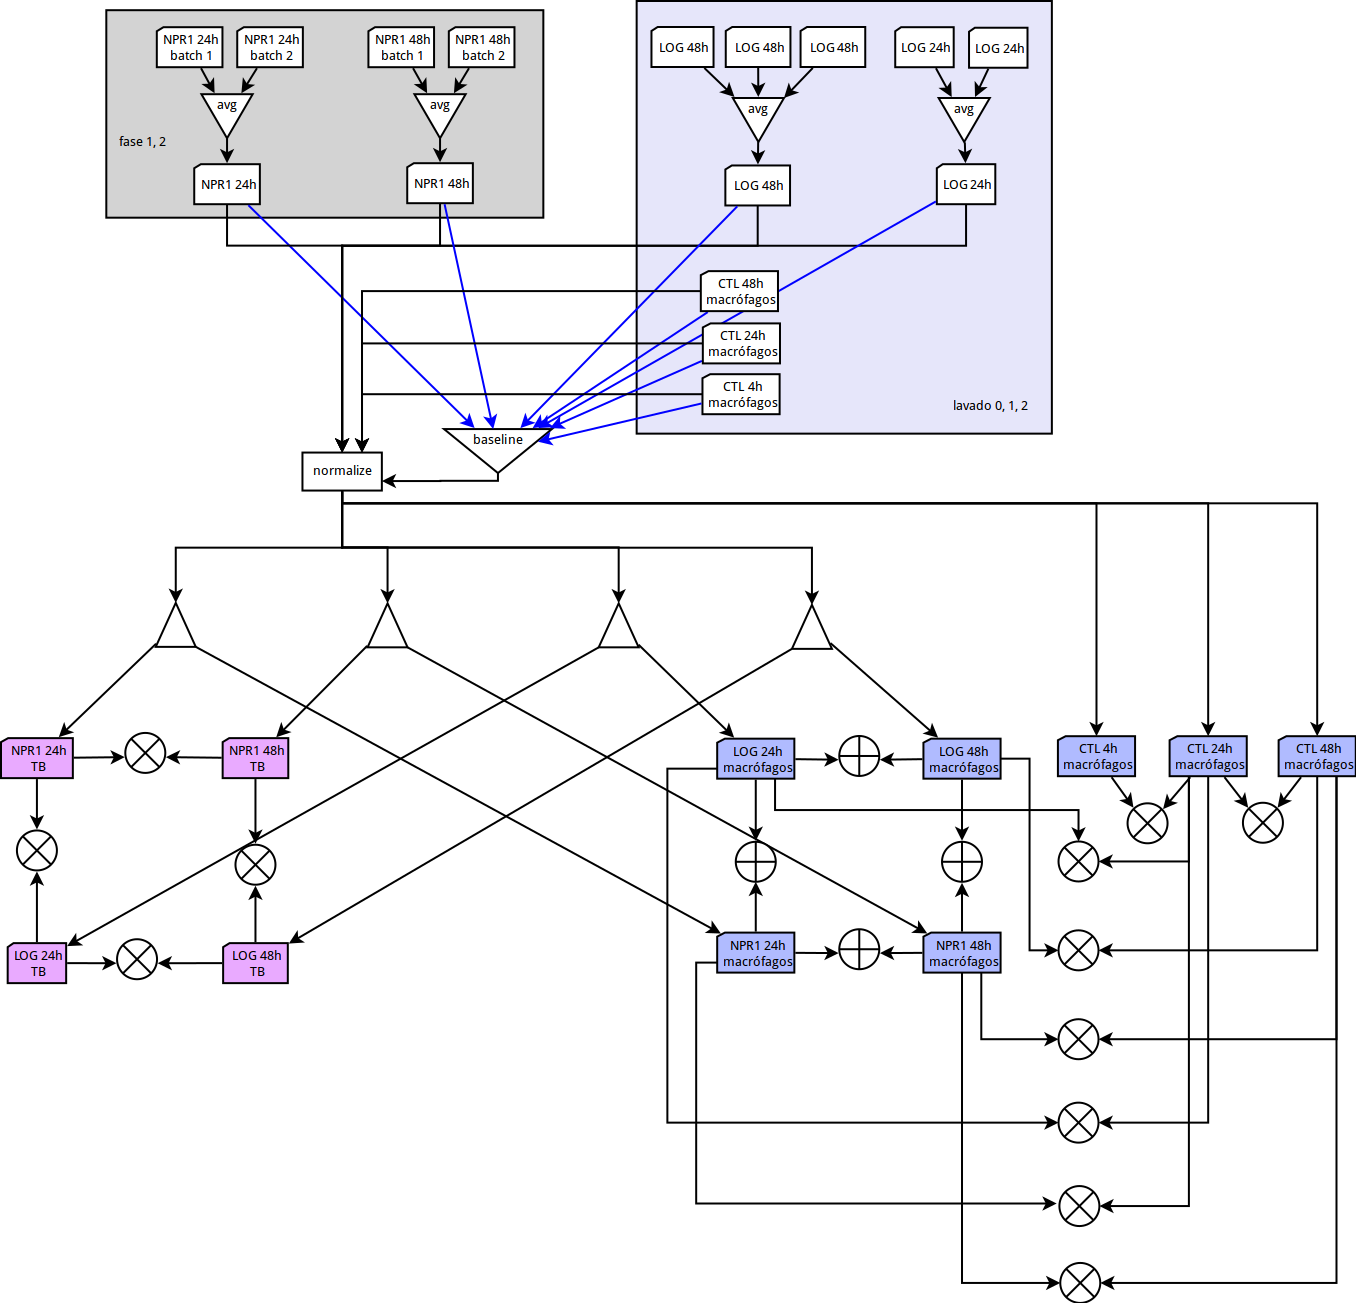 NPR1 24h
batch 1
NPR1 24h
batch 2
NPR1 48h
batch 1
NPR1 48h
batch 2
avg
avg
fase 1, 2
NPR1 24h
NPR1 48h
LOG 48h
LOG 48h
LOG 48h
LOG 24h
LOG 24h
avg
avg
LOG 48h
LOG 24h
CTL 48h
macrófagos
CTL 24h
macrófagos
CTL 4h
macrófagos
lavado 0, 1, 2
baseline
normalize
NPR1 24h
TB
NPR1 48h
TB
LOG 24h
macrófagos
LOG 48h
macrófagos
CTL 4h
macrófagos
CTL 24h
macrófagos
CTL 48h
macrófagos
LOG 24h
TB
LOG 48h
TB
NPR1 24h
macrófagos
NPR1 48h
macrófagos